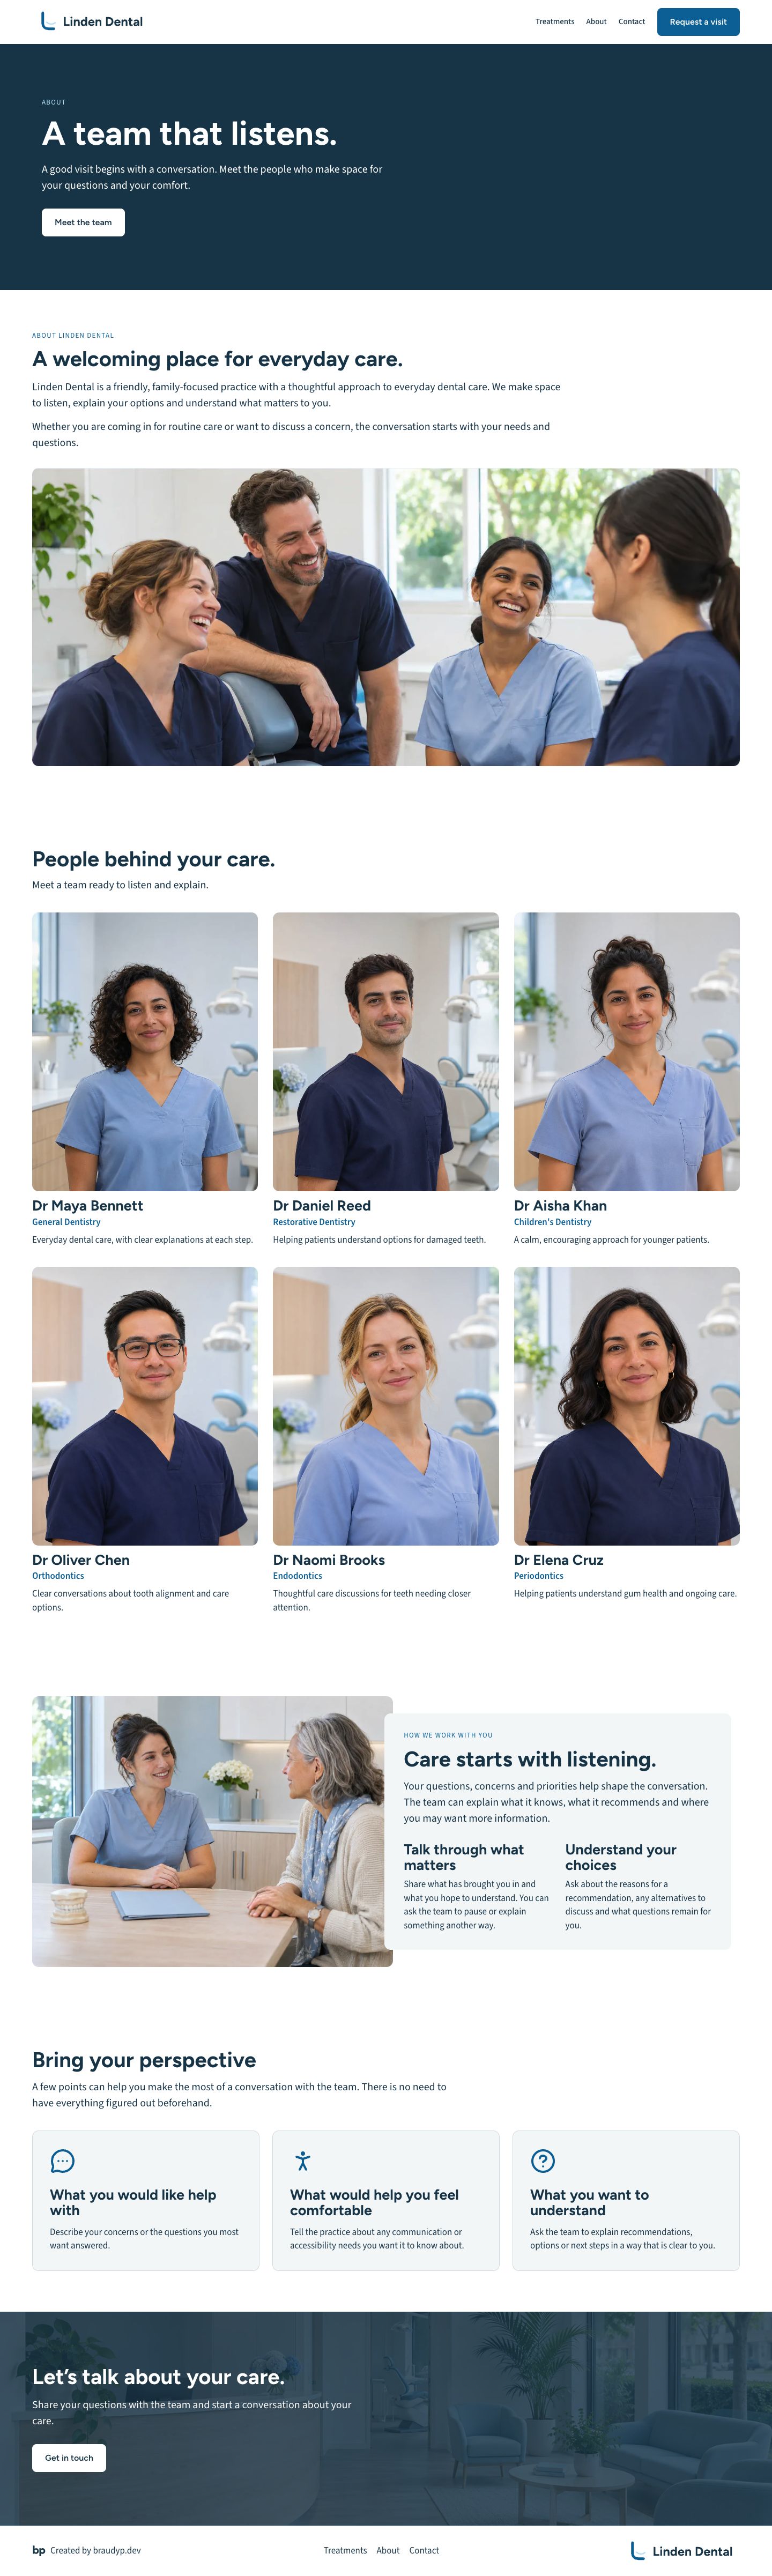 Linden Dental
Treatments About Contact Request a visit
ABOUT
A team that listens.
A good visit begins with a conversation. Meet the people who make space for
your questions and your comfort.
Meet the team
ABOUT LINDEN DENTAL
A welcoming place for everyday care.
Linden Dental is a friendly, family-focused practice with a thoughtful approach to everyday dental care. We make space
to listen, explain your options and understand what matters to you.
Whether you are coming in for routine care or want to discuss a concern, the conversation starts with your needs and
questions.
People behind your care.
Meet a team ready to listen and explain.
Dr Maya Bennett
General Dentistry
Everyday dental care, with clear explanations at each step.
Dr Daniel Reed
Restorative Dentistry
Helping patients understand options for damaged teeth.
Dr Aisha Khan
Children's Dentistry
A calm, encouraging approach for younger patients.
Dr Oliver Chen
Orthodontics
Clear conversations about tooth alignment and care
options.
Dr Naomi Brooks
Endodontics
Thoughtful care discussions for teeth needing closer
attention.
Dr Elena Cruz
Periodontics
Helping patients understand gum health and ongoing care.
HOW WE WORK WITH YOU
Care starts with listening.
Your questions, concerns and priorities help shape the conversation.
The team can explain what it knows, what it recommends and where
you may want more information.
Talk through what
matters
Share what has brought you in and
what you hope to understand. You can
ask the team to pause or explain
something another way.
Understand your
choices
Ask about the reasons for a
recommendation, any alternatives to
discuss and what questions remain for
you.
Bring your perspective
A few points can help you make the most of a conversation with the team. There is no need to
have everything figured out beforehand.
What you would like help
with
Describe your concerns or the questions you most
want answered.
What would help you feel
comfortable
Tell the practice about any communication or
accessibility needs you want it to know about.
What you want to
understand
Ask the team to explain recommendations,
options or next steps in a way that is clear to you.
Let’s talk about your care.
Share your questions with the team and start a conversation about your
care.
Get in touch
bp Created by braudyp.dev
Treatments About Contact
Linden Dental